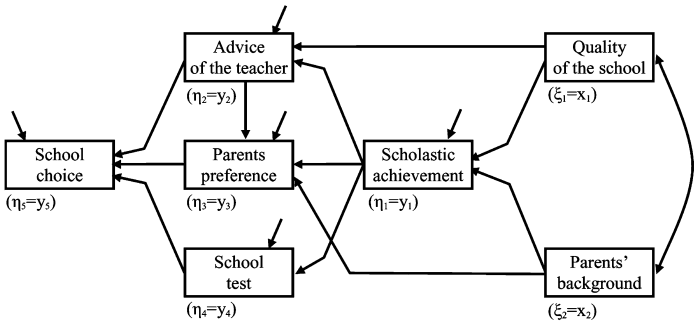 Advice
of the teacher
(η2=y2)
Quality
of the school
(ξ1=x1)
School
choice
(η5=y5)
Parents
preference
(η3=y3)
Scholastic
achievement
(η1=y1)
School
test
(η4=y4)
Parents’
background
(ξ2=x2)